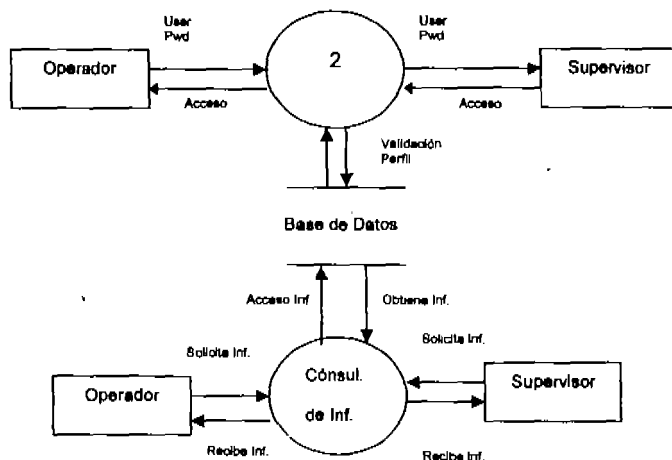 User
Pwd
User
Pwd
Operador
2
Supervisor
Acceso
Acceso
Validación
Perfil
Base de Datos
Acceso Inf
Obtiene Inf.
Solicita Inf.
Solicita Inf.
Operador
Cónsul.
de Inf.
Supervisor
Recibe Inf.
Recibe Inf.